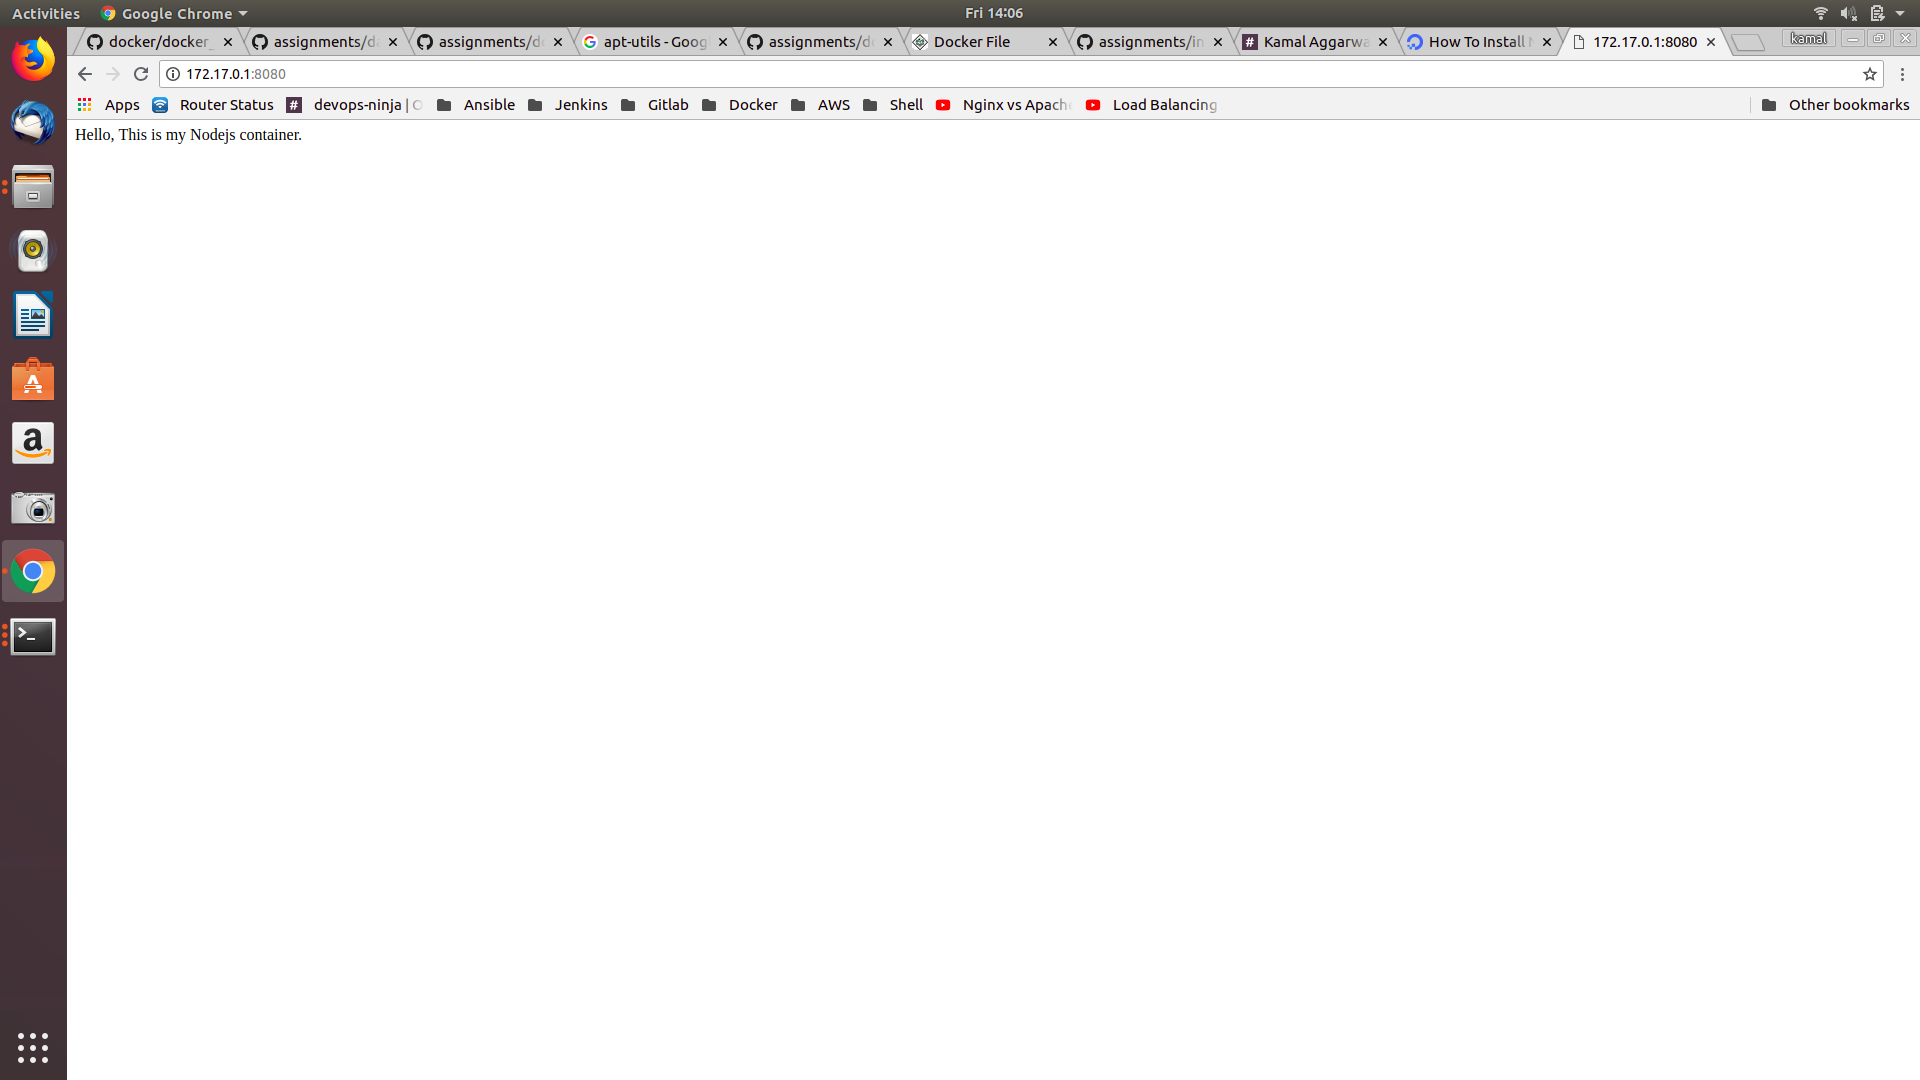 Activities Google Chrome Fri 14:06
docker/docker_ assignments/d assignments/d apt-utils - Goog assignments/d Docker File assignments/in Kamal Aggarwa How To Install 172.17.0.1:8080 kamal
172.17.0.1:8080
Apps Router Status devops-ninja | Ansible Jenkins Gitlab Docker AWS Shell Nginx vs Apach Load Balancing Other bookmarks
Hello, This is my Nodejs container.